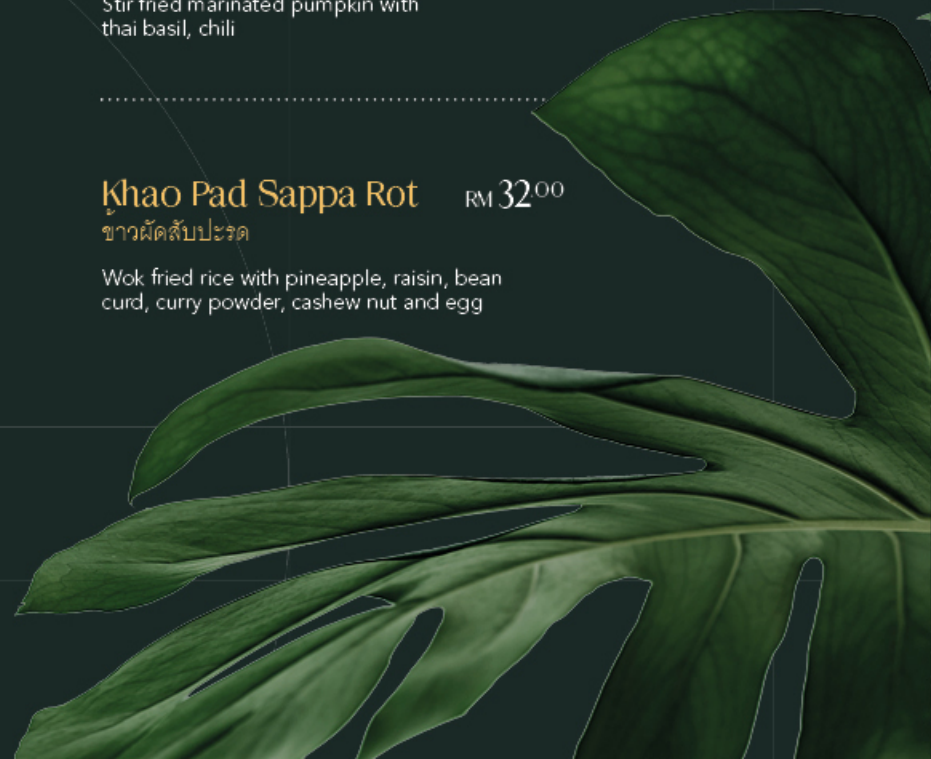 Stir fried marinated pumpkin with
thai basil, chili
Khao Pad Sappa Rot RM 32.00
ข้าวผัดสับปะรด
Wok fried rice with pineapple, raisin, bean
curd, curry powder, cashew nut and egg